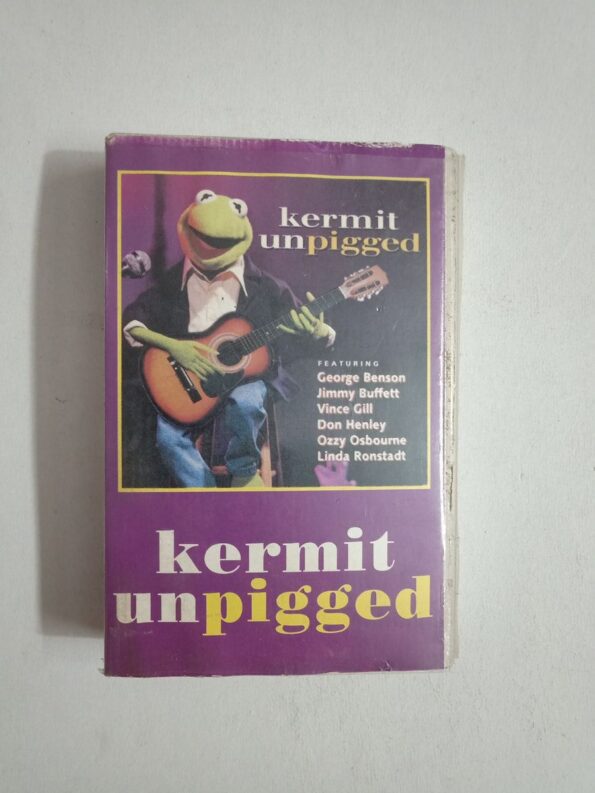 kermit
unpigged
FEATURING
George Benson
Jimmy Buffett
Vince Gill
Don Henley
Ozzy Osbourne
Linda Ronstadt
kermit
unpigged